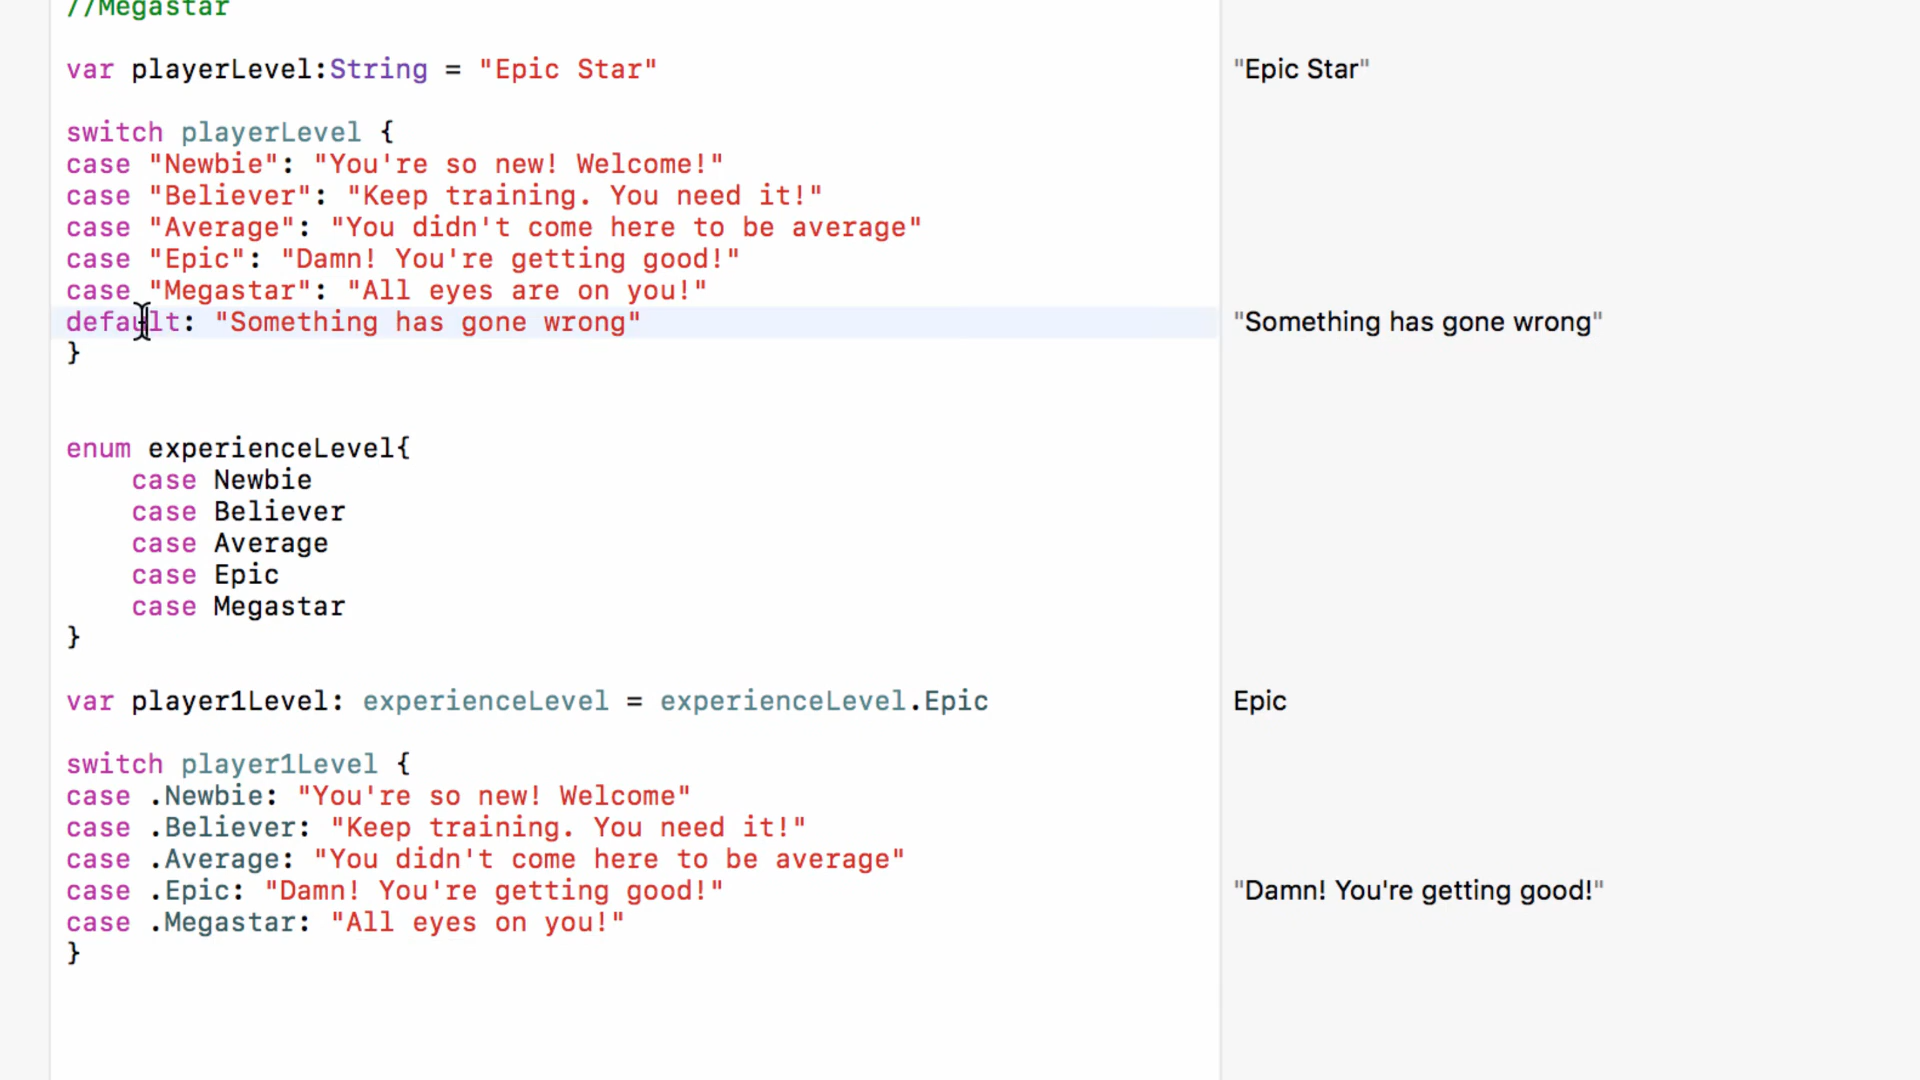 //Megastar
var playerLevel:String = "Epic Star"
"Epic Star"
switch playerLevel {
case "Newbie": "You're so new! Welcome!"
case "Believer": "Keep training. You need it!"
case "Average": "You didn't come here to be average"
case "Epic": "Damn! You're getting good!"
case "Megastar": "All eyes are on you!"
default: "Something has gone wrong"
"Something has gone wrong"
}
enum experienceLevel{
case Newbie
case Believer
case Average
case Epic
case Megastar
}
var player1Level: experienceLevel = experienceLevel.Epic
Epic
switch player1Level {
case .Newbie: "You're so new! Welcome"
case .Believer: "Keep training. You need it!"
case .Average: "You didn't come here to be average"
case .Epic: "Damn! You're getting good!"
"Damn! You're getting good!"
case .Megastar: "All eyes on you!"
}